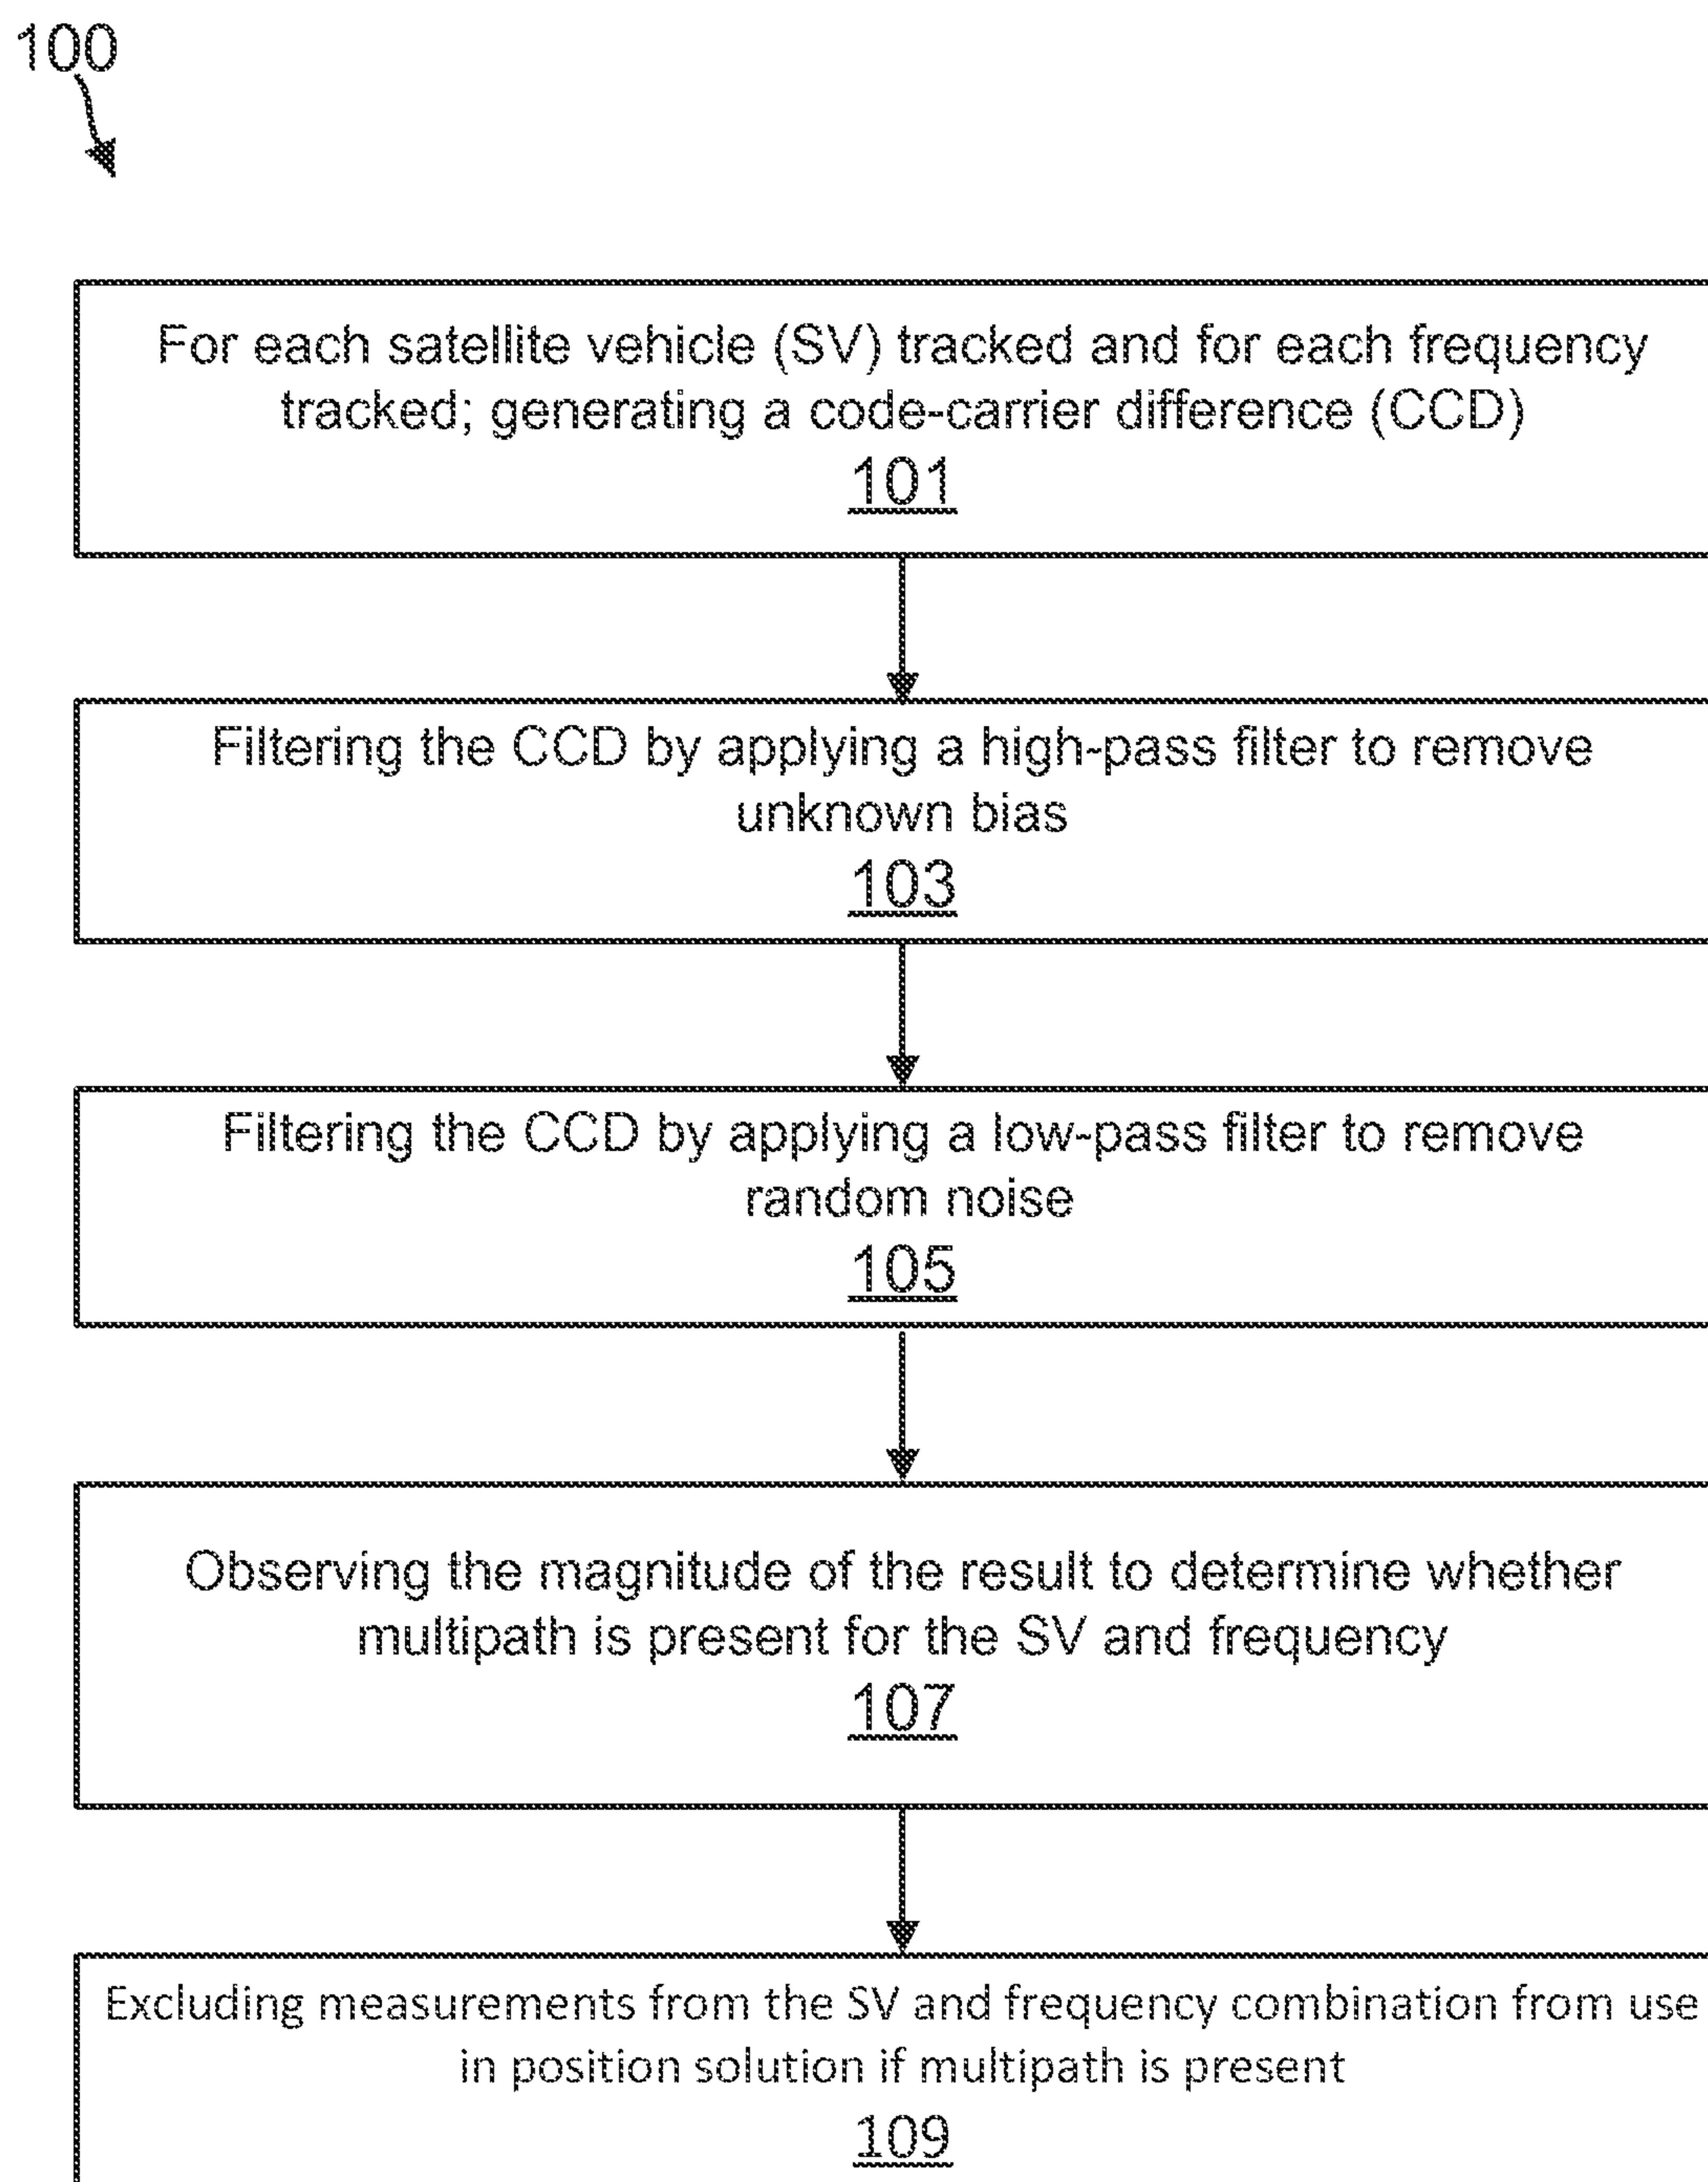 100
For each satellite vehicle (SV) tracked and for each frequency
tracked; generating a code-carrier difference (CCD)
101
Filtering the CCD by applying a high-pass filter to remove
unknown bias
103
Filtering the CCD by applying a low-pass filter to remove
random noise
105
Observing the magnitude of the result to determine whether
multipath is present for the SV and frequency
107
Excluding measurements from the SV and frequency combination from use
in position solution if multipath is present
109